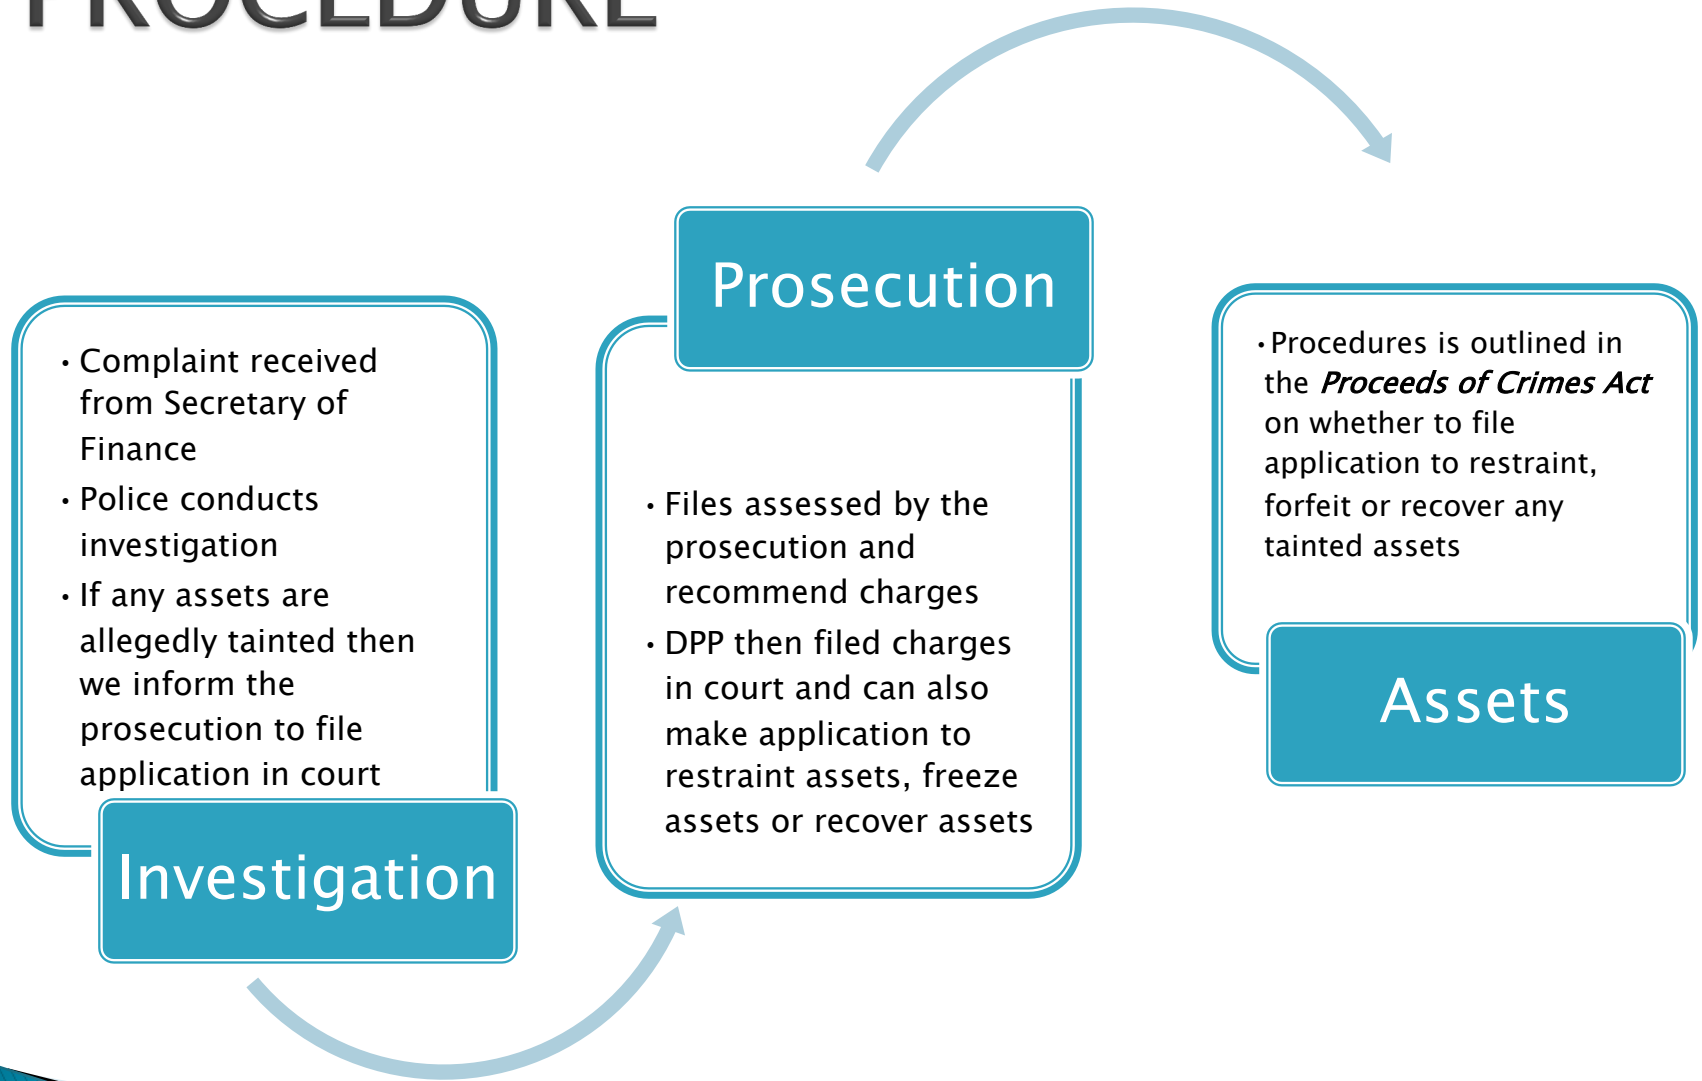 PROCEDURE
• Complaint received
from Secretary of
Finance
• Police conducts
investigation
• If any assets are
allegedly tainted then
we inform the
prosecution to file
application in court
Investigation
Prosecution
• Files assessed by the
prosecution and
recommend charges
• DPP then filed charges
in court and can also
make application to
restraint assets, freeze
assets or recover assets
• Procedures is outlined in
the Proceeds of Crimes Act
on whether to file
application to restraint,
forfeit or recover any
tainted assets
Assets